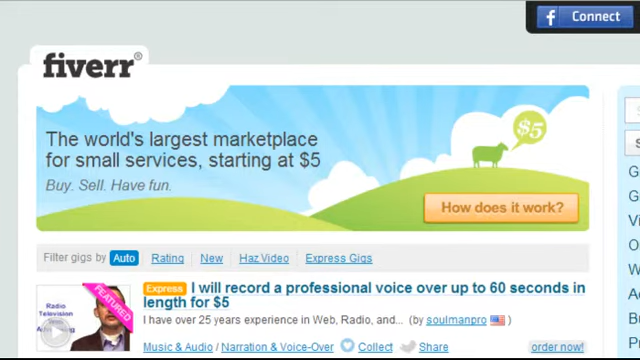 Connect
fiverr®
The world's largest marketplace
for small services, starting at $5
Buy. Sell. Have fun.
$5
How does it work?
Filter gigs by Auto Rating New Haz Video Express Gigs
Express I will record a professional voice over up to 60 seconds in
length for $5
I have over 25 years experience in Web, Radio, and... (by soulmanpro )
Music & Audio / Narration & Voice-Over Collect Share order now!
FEATURED
Radio
Television